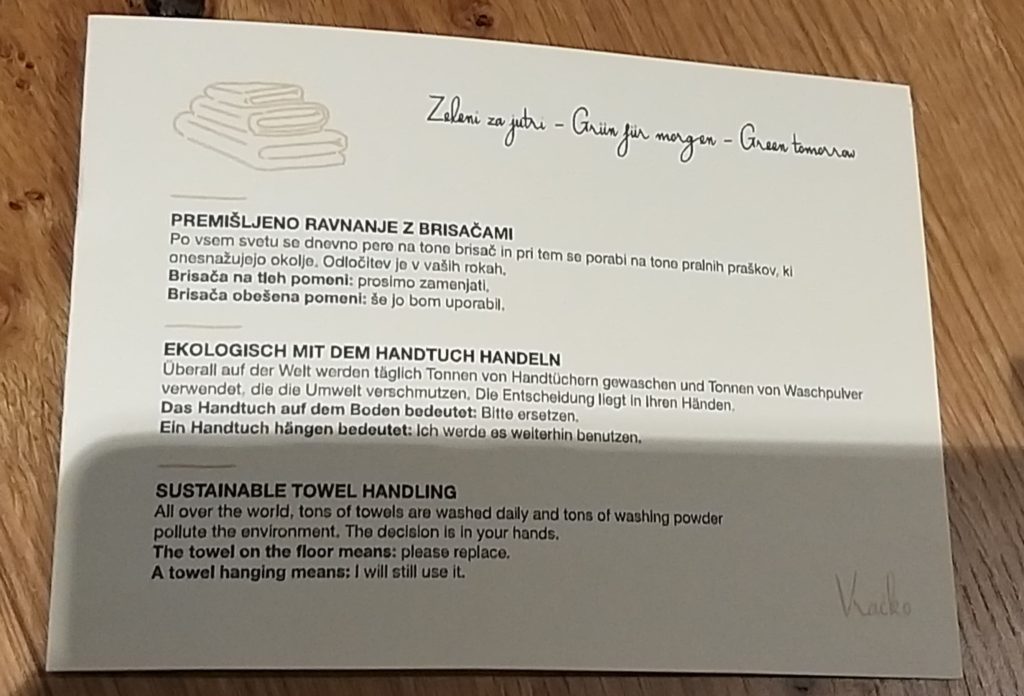 Zeleni za jutri - Grün für morgen - Green tomorrow
PREMIŠLJENO RAVNANJE Z BRISAČAMI
Po vsem svetu se dnevno pere na tone brisač in pri tem se porabi na tone pralnih praškov, ki
onesnažujejo okolje. Odločitev je v vaših rokah.
Brisača na tleh pomeni: prosimo zamenjati.
Brisača obešena pomeni: še jo bom uporabil.
EKOLOGISCH MIT DEM HANDTUCH HANDELN
Überall auf der Welt werden täglich Tonnen von Handtüchern gewaschen und Tonnen von Waschpulver
verwendet, die die Umwelt verschmutzen. Die Entscheidung liegt in Ihren Händen.
Das Handtuch auf dem Boden bedeutet: Bitte ersetzen.
Ein Handtuch hängen bedeutet: Ich werde es weiterhin benutzen.
SUSTAINABLE TOWEL HANDLING
All over the world, tons of towels are washed daily and tons of washing powder
pollute the environment. The decision is in your hands.
The towel on the floor means: please replace.
A towel hanging means: I will still use it.